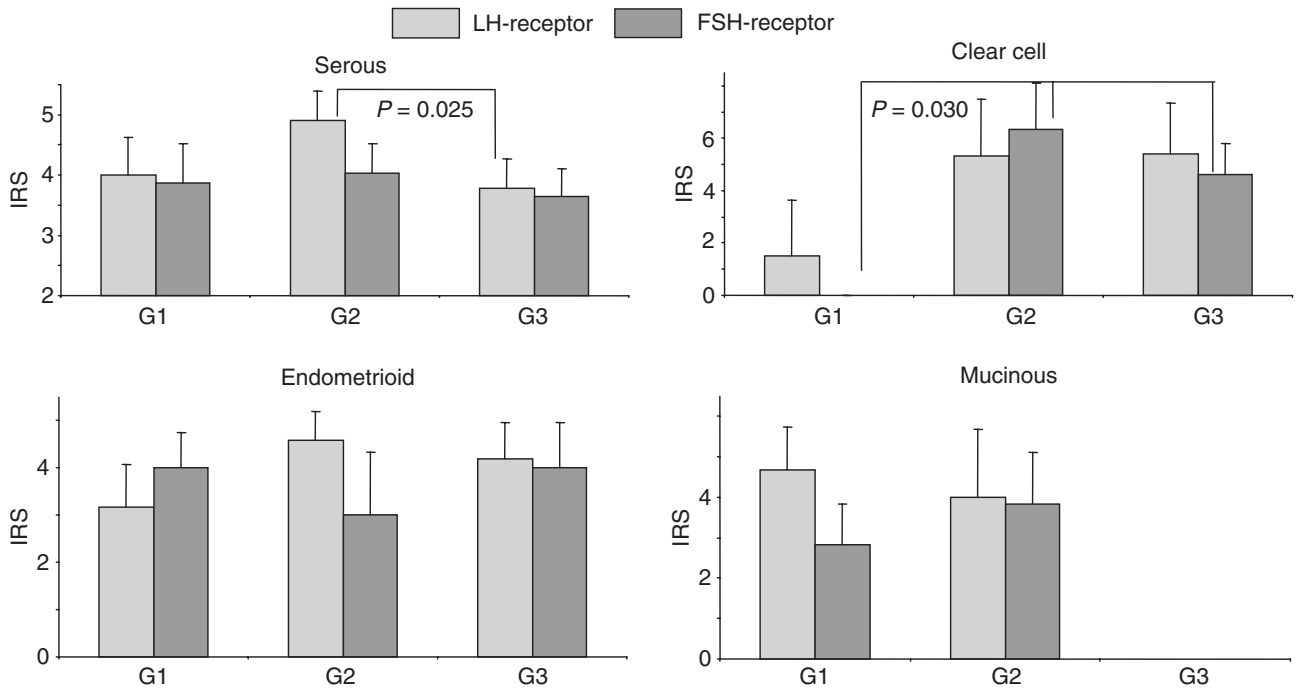 LH-receptor FSH-receptor
Serous
IRS
5
4
3
2
P = 0.025
G1 G2 G3
Clear cell
IRS
6
4
2
0
P = 0.030
G1 G2 G3
Endometrioid
IRS
4
2
0
G1 G2 G3
Mucinous
IRS
4
2
0
G1 G2 G3